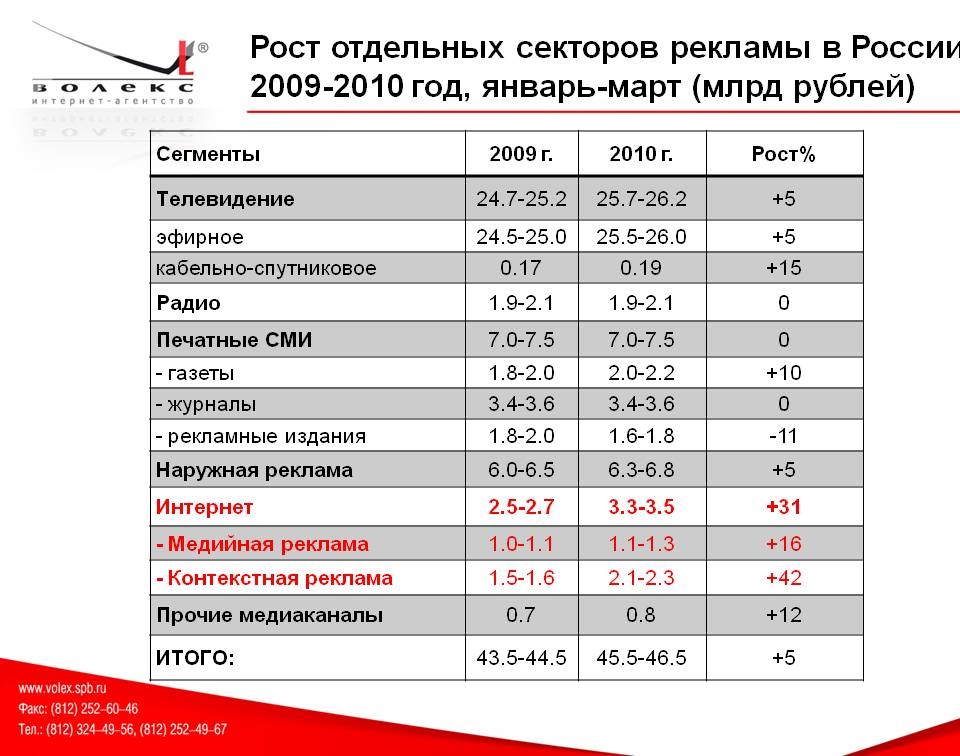 Рост отдельных секторов рекламы в России
2009-2010 год, январь-март (млрд рублей)
ВОЛЕКС ®
интернет-агентство
Сегменты 2009 г. 2010 г. Рост%
Телевидение 24.7-25.2 25.7-26.2 +5
эфирное 24.5-25.0 25.5-26.0 +5
кабельно-спутниковое 0.17 0.19 +15
Радио 1.9-2.1 1.9-2.1 0
Печатные СМИ 7.0-7.5 7.0-7.5 0
- газеты 1.8-2.0 2.0-2.2 +10
- журналы 3.4-3.6 3.4-3.6 0
- рекламные издания 1.8-2.0 1.6-1.8 -11
Наружная реклама 6.0-6.5 6.3-6.8 +5
Интернет 2.5-2.7 3.3-3.5 +31
- Медийная реклама 1.0-1.1 1.1-1.3 +16
- Контекстная реклама 1.5-1.6 2.1-2.3 +42
Прочие медиаканалы 0.7 0.8 +12
ИТОГО: 43.5-44.5 45.5-46.5 +5
www.volex.spb.ru
Факс: (812) 252–60–46
Тел.: (812) 324–49–56, (812) 252–49–67